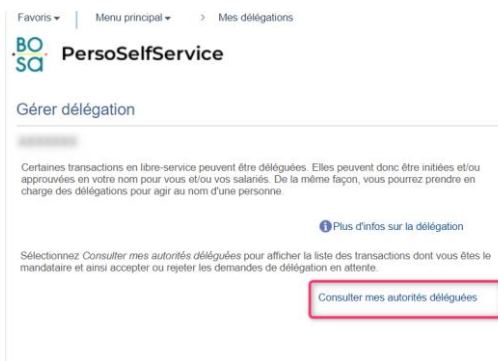 Favoris Menu principal > Mes délégations
BOSA PersoSelfService
Gérer délégation
Certaines transactions en libre-service peuvent être déléguées. Elles peuvent donc être initiées et/ou
approuvées en votre nom pour vous et/ou vos salariés. De la même façon, vous pourrez prendre en
charge des délégations pour agir au nom d'une personne.
Plus d'infos sur la délégation
Sélectionnez Consulter mes autorités déléguées pour afficher la liste des transactions dont vous êtes le
mandataire et ainsi accepter ou rejeter les demandes de délégation en attente.
Consulter mes autorités déléguées